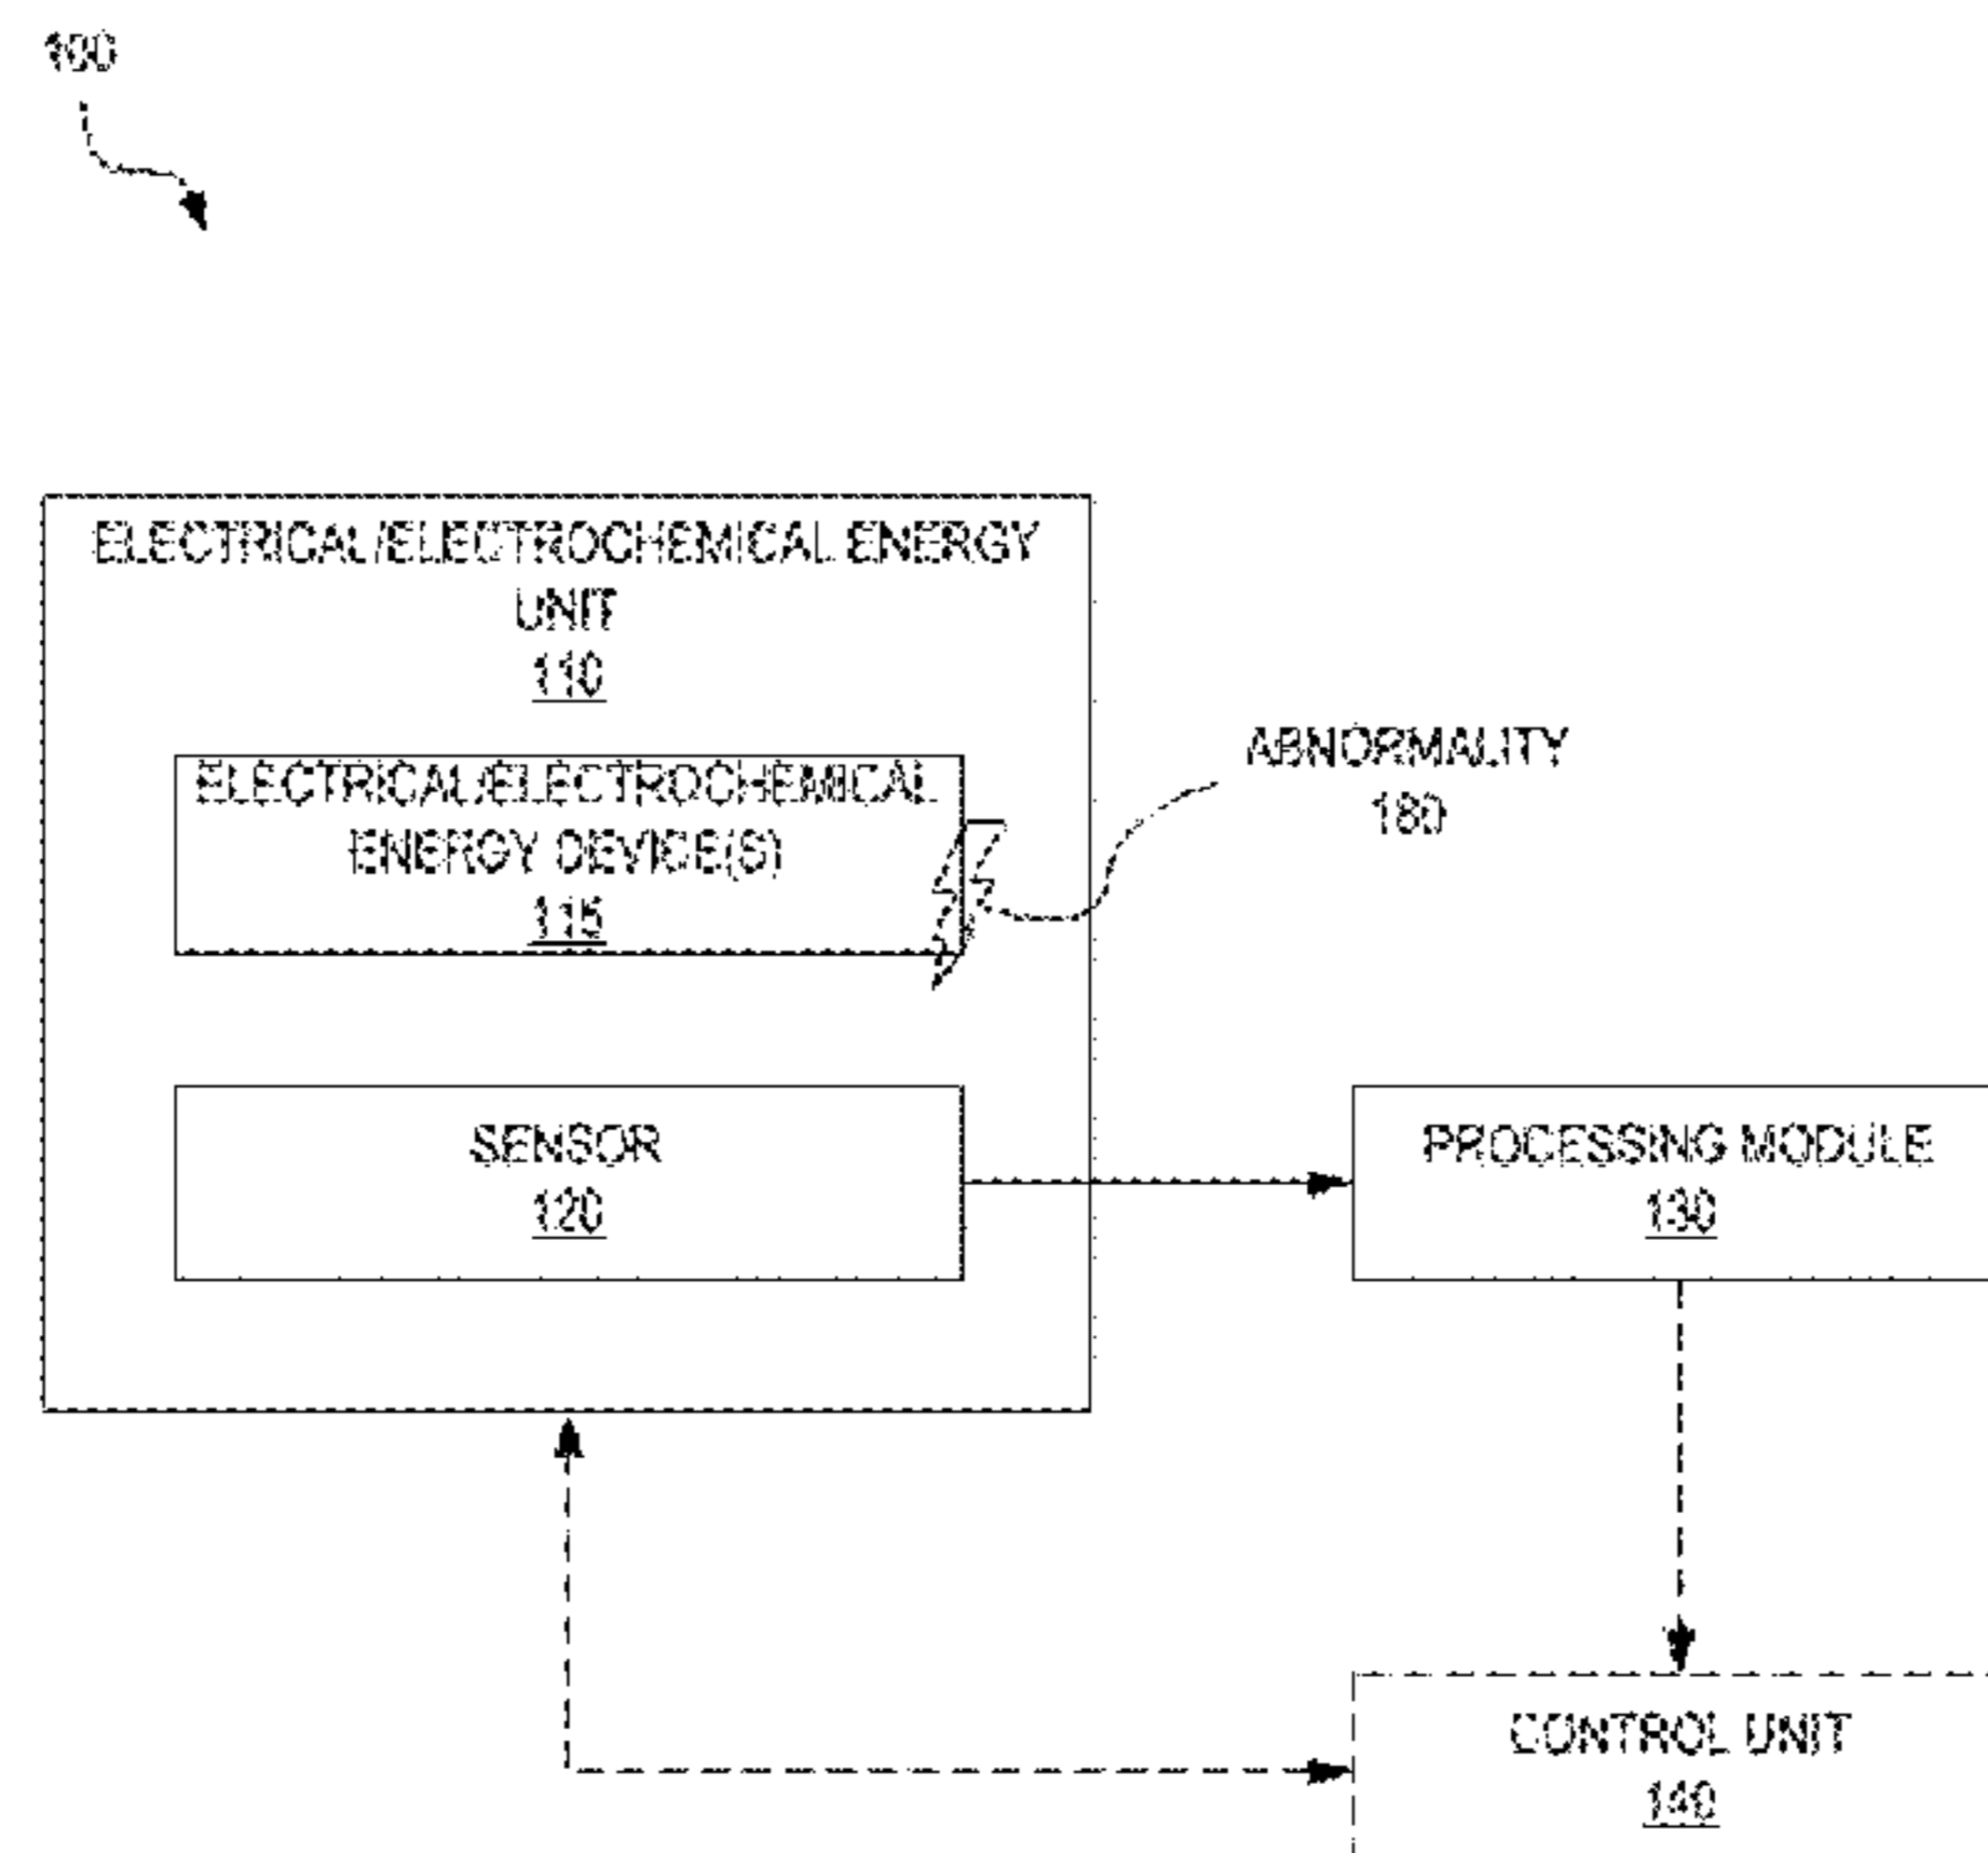 100
ELECTRICAL/ELECTROCHEMICAL ENERGY
UNIT
110
ELECTRICAL/ELECTROCHEMICAL
ENERGY DEVICE(S)
115
ABNORMALITY
180
SENSOR
120
PROCESSING MODULE
130
CONTROL UNIT
140